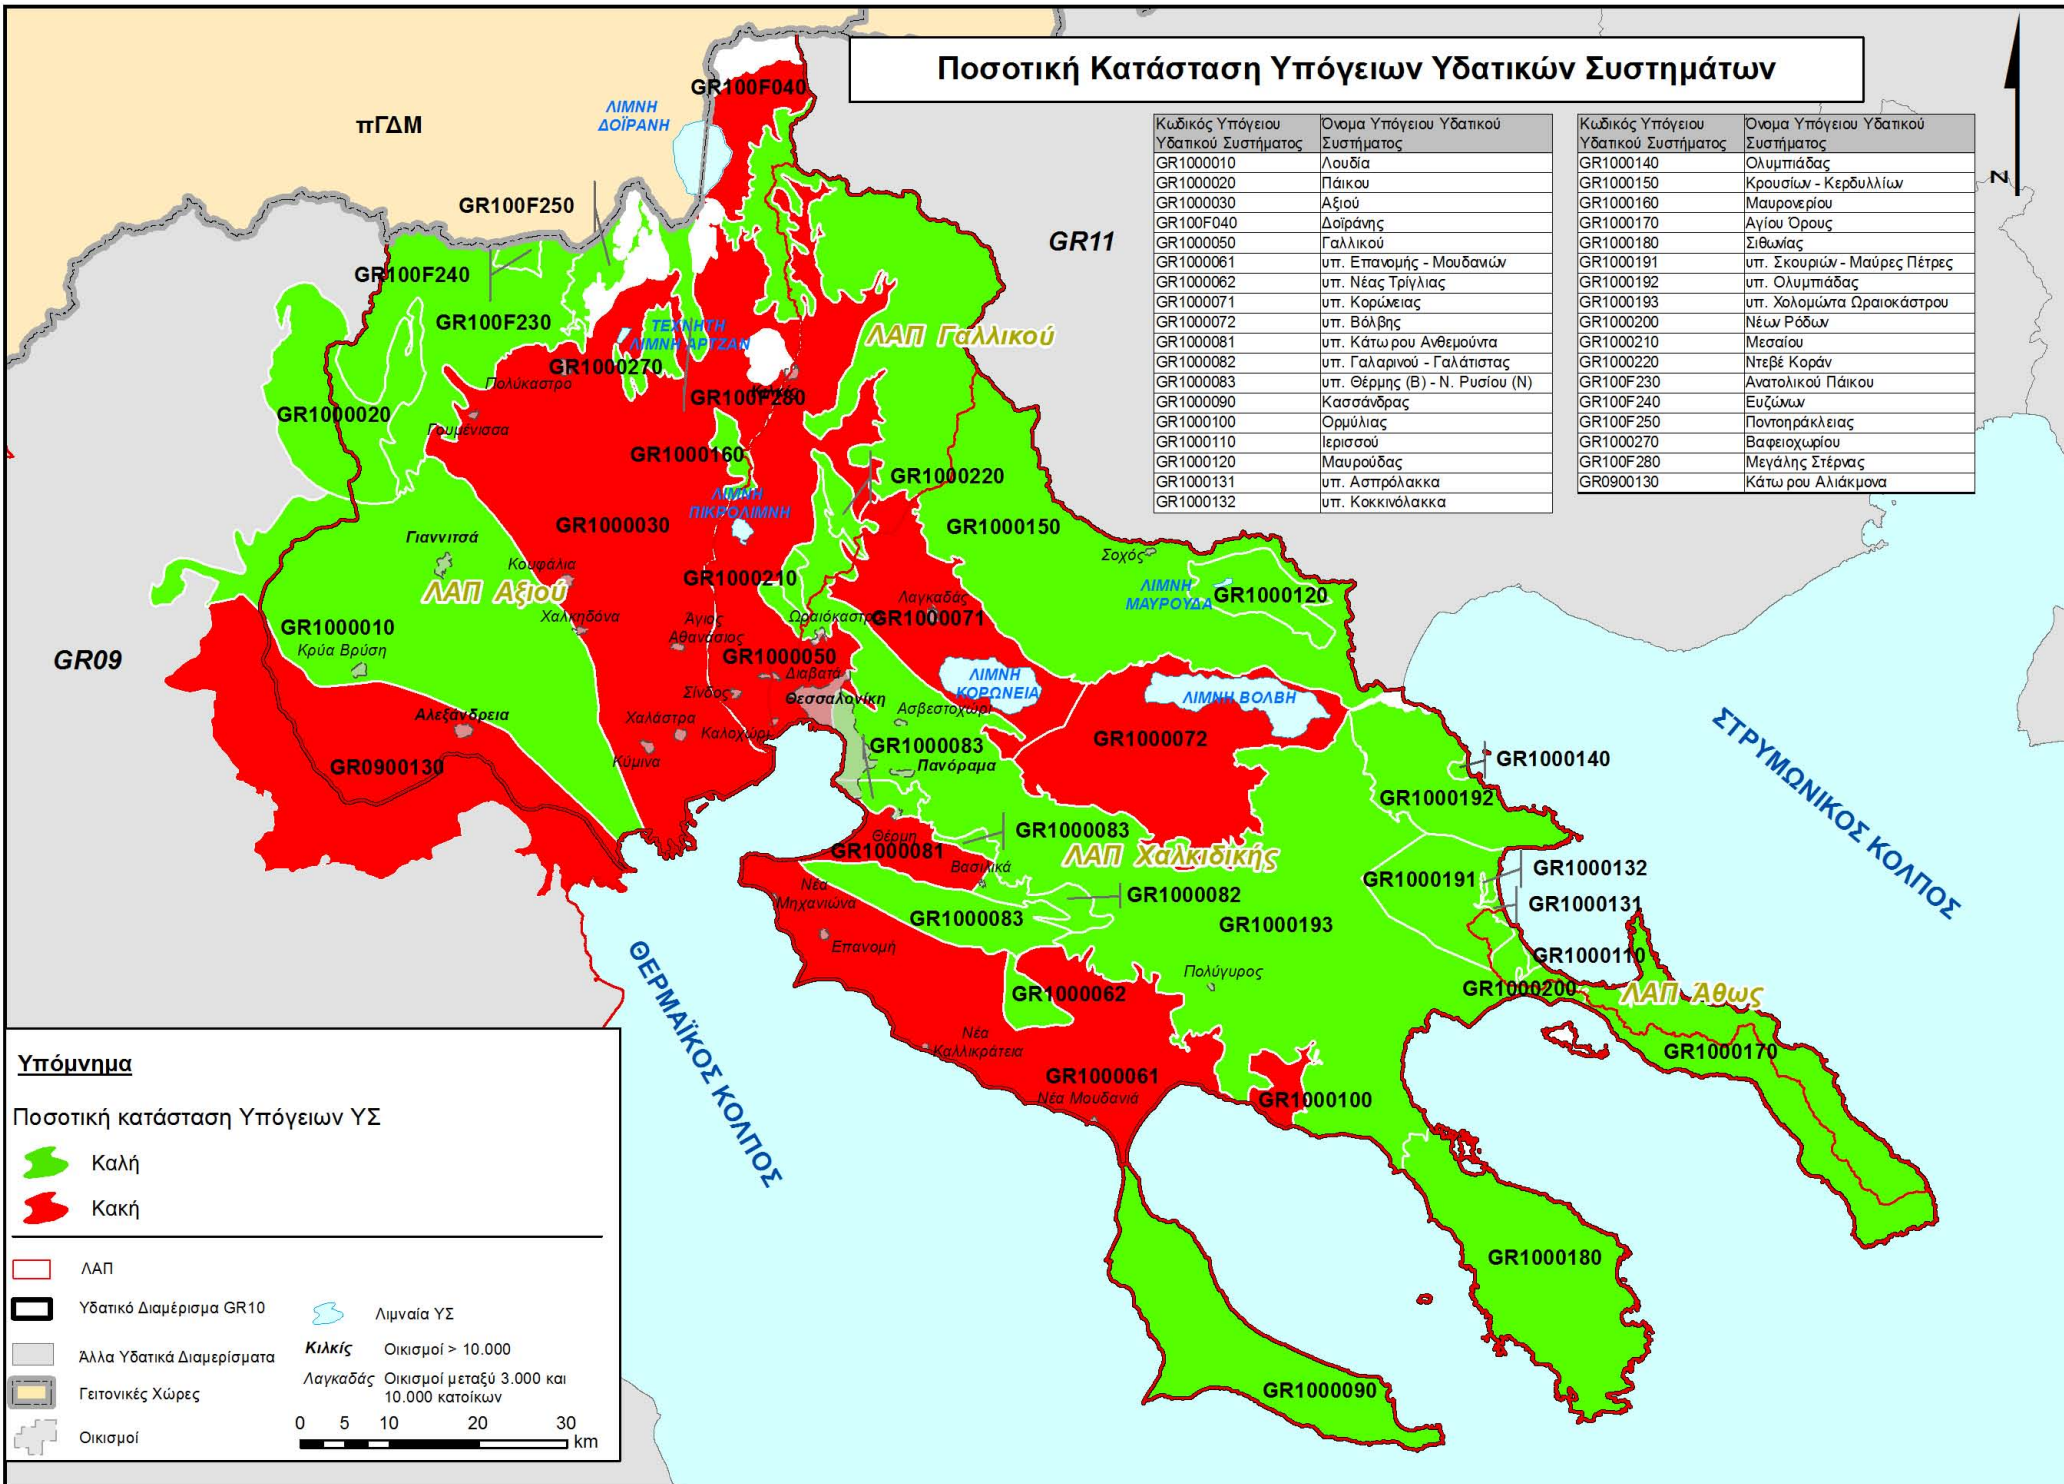 Ποσοτική Κατάσταση Υπόγειων Υδατικών Συστημάτων
Κωδικός Υπόγειου Υδατικού Συστήματος Όνομα Υπόγειου Υδατικού Συστήματος
GR1000010 Λουδία
GR1000020 Πάικου
GR1000030 Αξιού
GR100F040 Δοϊράνης
GR1000050 Γαλλικού
GR1000061 υπ. Επανομής - Μουδανιών
GR1000062 υπ. Νέας Τρίγλιας
GR1000071 υπ. Κορώνειας
GR1000072 υπ. Βόλβης
GR1000081 υπ. Κάτω ρου Ανθεμούντα
GR1000082 υπ. Γαλαρινού - Γαλάτιστας
GR1000083 υπ. Θέρμης (Β) - Ν. Ρυσίου (Ν)
GR1000090 Κασσάνδρας
GR1000100 Ορμύλιας
GR1000110 Ιερισσού
GR1000120 Μαυρούδας
GR1000131 υπ. Ασπρόλακκα
GR1000132 υπ. Κοκκινόλακκα
Κωδικός Υπόγειου Υδατικού Συστήματος Όνομα Υπόγειου Υδατικού Συστήματος
GR1000140 Ολυμπιάδας
GR1000150 Κρουσίων - Κερδυλλίων
GR1000160 Μαυρονερίου
GR1000170 Αγίου Όρους
GR1000180 Σιθωνίας
GR1000191 υπ. Σκουριών - Μαύρες Πέτρες
GR1000192 υπ. Ολυμπιάδας
GR1000193 υπ. Χολομώντα Ωραιοκάστρου
GR1000200 Νέων Ρόδων
GR1000210 Μεσαίου
GR1000220 Ντεβέ Κοράν
GR100F230 Ανατολικού Πάικου
GR100F240 Ευζώνων
GR100F250 Ποντοηράκλειας
GR1000270 Βαφειοχωρίου
GR100F280 Μεγάλης Στέρνας
GR0900130 Κάτω ρου Αλιάκμονα
N
GR100F040
ΛΙΜΝΗ
ΔΟΪΡΑΝΗ
πΓΔΜ
GR100F250
GR11
GR100F240
GR100F230
ΤΕΧΝΗΤΗ
ΛΙΜΝΗ ΑΡΤΖΑΝ
ΛΑΠ Γαλλικού
GR1000270
Πολύκαστρο
Κιλκίς
GR100F280
GR1000020
Γουμένισσα
GR1000160
GR1000220
ΛΙΜΝΗ
ΠΙΚΡΟΛΙΜΝΗ
GR1000030
GR1000150
Γιαννιτσά
Σοχός
Κουφάλια
GR1000210
ΛΑΠ Αξιού
ΛΙΜΝΗ
ΜΑΥΡΟΥΔΑ
GR1000120
Λαγκαδάς
Χαλκηδόνα
Άγιος
Αθανάσιος
Ωραιόκαστρο
GR1000071
GR1000010
Κρύα Βρύση
GR1000050
GR09
Διαβατά
ΛΙΜΝΗ
ΚΟΡΩΝΕΙΑ
ΛΙΜΝΗ ΒΟΛΒΗ
Σίνδος
Θεσσαλονίκη
Ασβεστοχώρι
Αλεξάνδρεια
Χαλάστρα
Καλοχώρι
GR1000083
GR1000072
ΣΤΡΥΜΩΝΙΚΟΣ ΚΟΛΠΟΣ
Κύμινα
Πανόραμα
GR0900130
GR1000140
GR1000192
Θέρμη
GR1000083
GR1000081
ΛΑΠ Χαλκιδικής
Βασιλικά
GR1000132
GR1000191
Νέα
Μηχανιώνα
GR1000082
GR1000131
GR1000083
GR1000193
Επανομή
GR1000110
ΘΕΡΜΑΪΚΟΣ ΚΟΛΠΟΣ
Πολύγυρος
GR1000062
GR1000200
ΛΑΠ Άθως
Νέα
Καλλικράτεια
GR1000170
GR1000061
Νέα Μουδανιά
GR1000100
GR1000180
GR1000090
Υπόμνημα
Ποσοτική κατάσταση Υπόγειων ΥΣ
Καλή
Κακή
ΛΑΠ
Υδατικό Διαμέρισμα GR10
Λιμναία ΥΣ
Άλλα Υδατικά Διαμερίσματα
Κιλκίς Οικισμοί > 10.000
Γειτονικές Χώρες
Λαγκαδάς Οικισμοί μεταξύ 3.000 και
10.000 κατοίκων
Οικισμοί
0 5 10 20 30
km